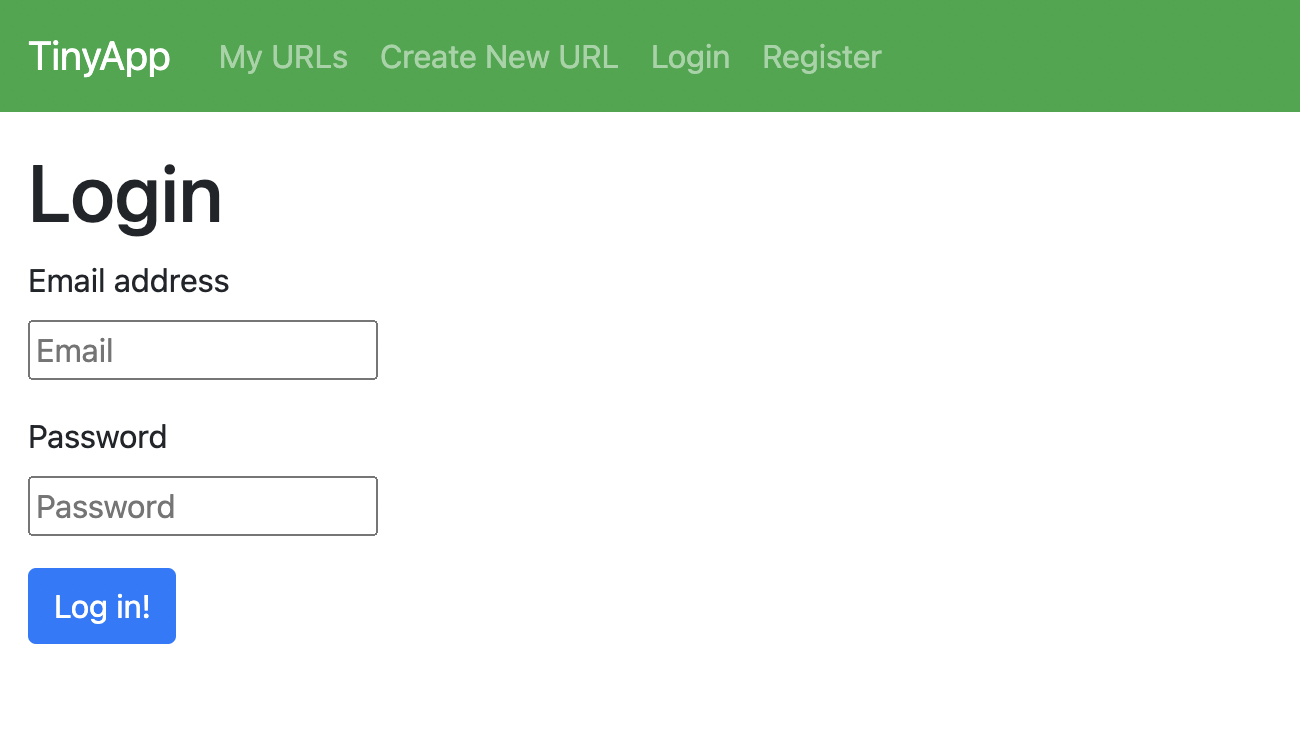 TinyApp My URLs Create New URL Login Register
Login
Email address
Email
Password
Password
Log in!